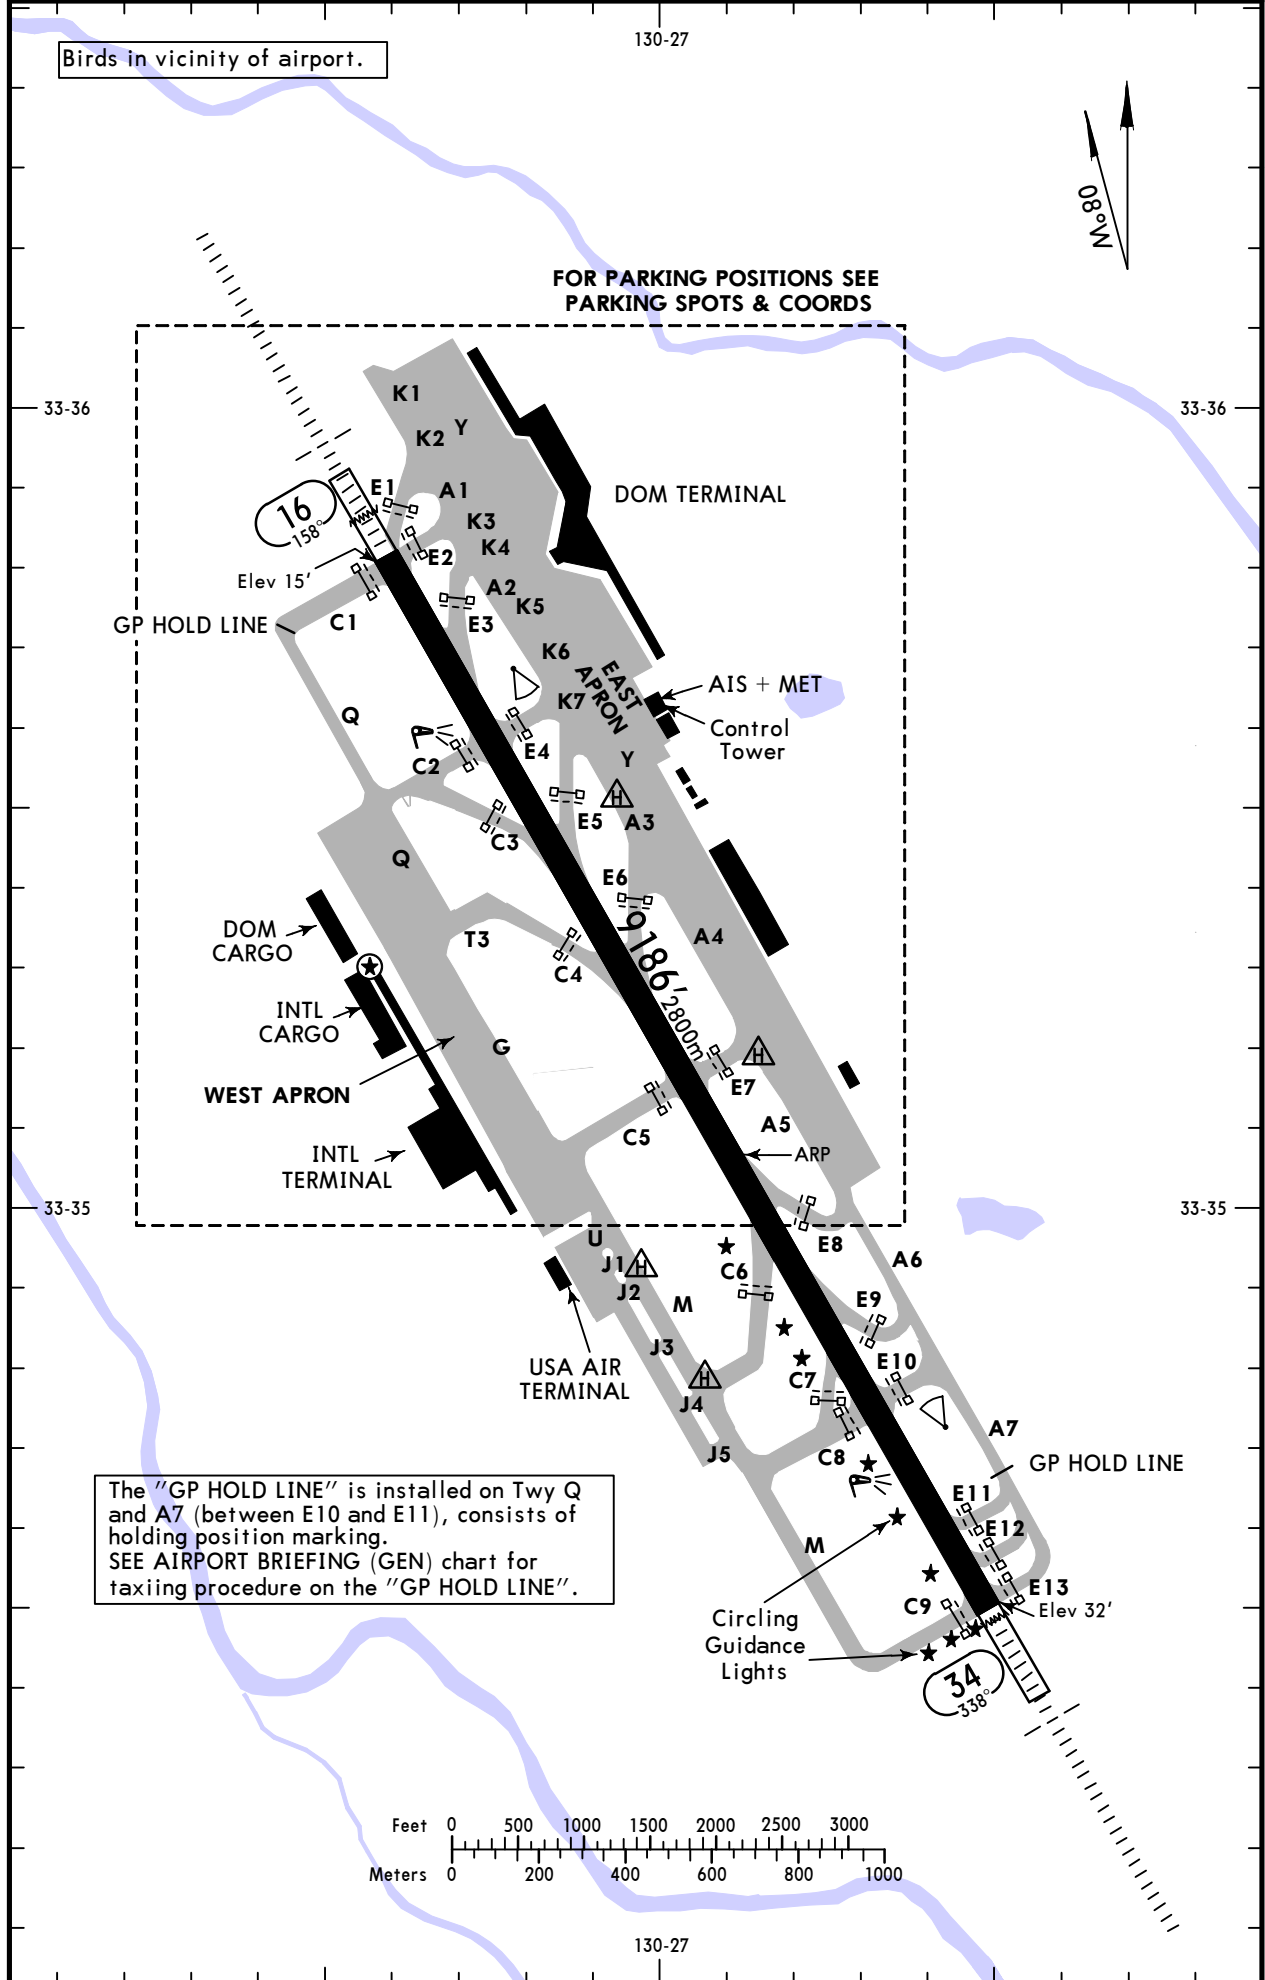 130-27
Birds in vicinity of airport.
08°W
FOR PARKING POSITIONS SEE
PARKING SPOTS & COORDS
33-36
33-36
K1
K2
Y
DOM TERMINAL
E1
A1
16
158°
K3
K4
E2
Elev 15'
A2
K5
GP HOLD LINE
C1
E3
K6
EAST
APRON
K7
AIS + MET
Q
Control
Tower
E4
C2
Y
H
E5
A3
C3
Q
E6
9186'
2800m
DOM
CARGO
T3
A4
C4
INTL
CARGO
G
H
WEST APRON
E7
A5
C5
INTL
TERMINAL
ARP
33-35
33-35
U
E8
J1
H
J2
C6
A6
M
E9
J3
USA AIR
TERMINAL
E10
C7
H
J4
A7
J5
C8
GP HOLD LINE
The "GP HOLD LINE" is installed on Twy Q
and A7 (between E10 and E11), consists of
holding position marking.
SEE AIRPORT BRIEFING (GEN) chart for
taxiing procedure on the "GP HOLD LINE".
E11
E12
M
E13
C9
Elev 32'
Circling
Guidance
Lights
34
338°
Feet 0 500 1000 1500 2000 2500 3000
Meters 0 200 400 600 800 1000
130-27